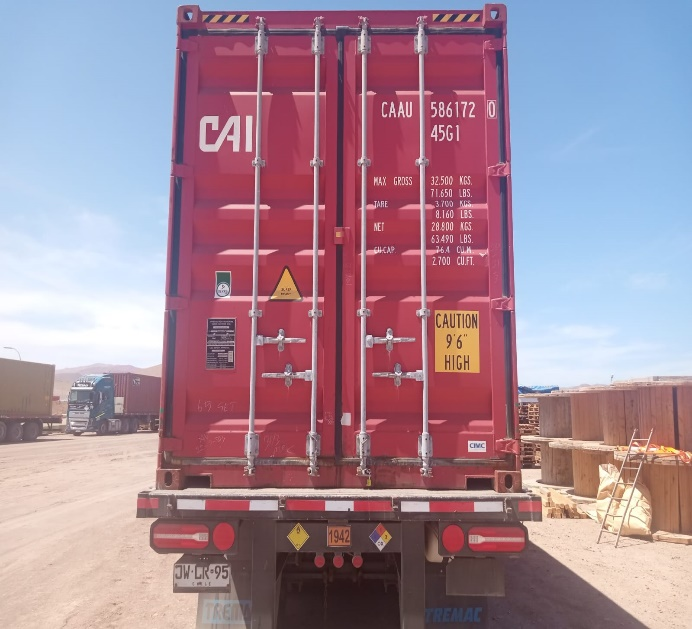 CAI
CAAU 586172 0
45G1
MAX GROSS 32.500 KGS.
71.650 LBS.
TARE 3.700 KGS.
8.160 LBS.
NET 28.800 KGS.
63.490 LBS.
CU.CAP 76.4 CU.M.
2.700 CU.FT.
CAUTION
9'6"
HIGH
CIMC
1942
JW·LR·95
TREMAC